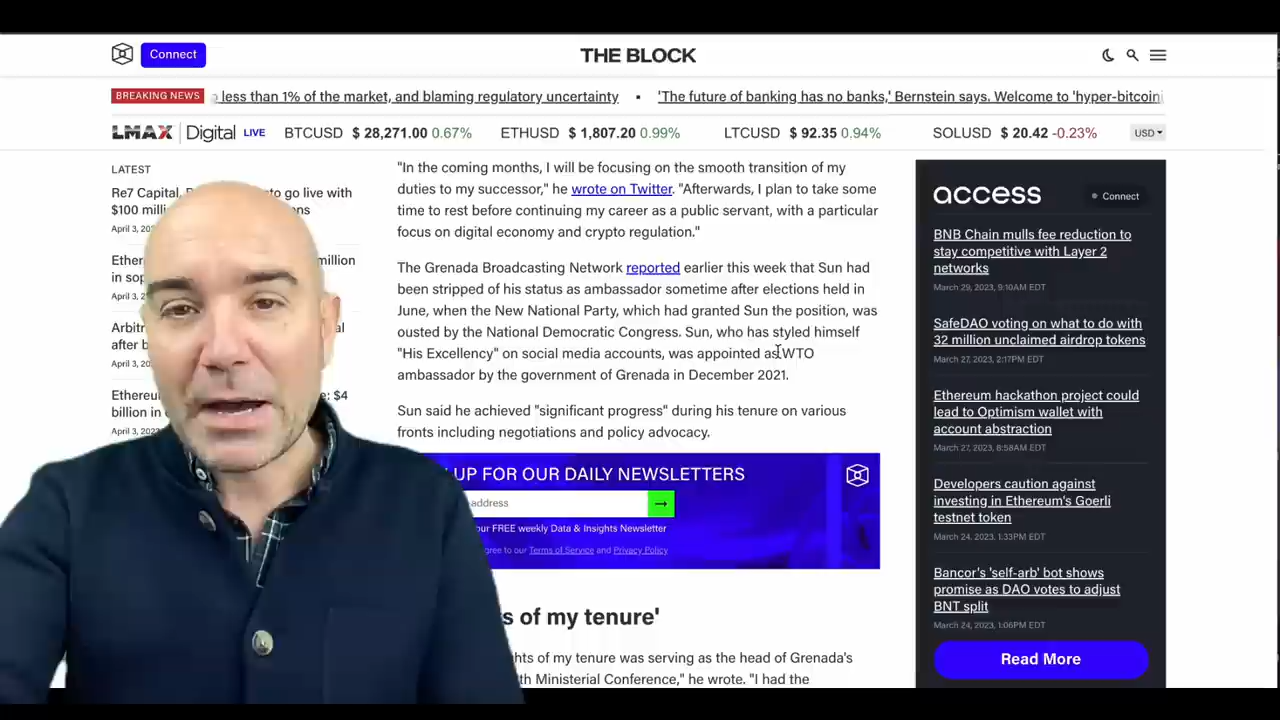 Connect
THE BLOCK
BREAKING NEWS
less than 1% of the market, and blaming regulatory uncertainty ▪ 'The future of banking has no banks,' Bernstein says. Welcome to 'hyper-bitcoini
LMAX Digital LIVE BTCUSD $ 28,271.00 0.67% ETHUSD $ 1,807.20 0.99% LTCUSD $ 92.35 0.94% SOLUSD $ 20.42 -0.23% USD
LATEST
Re7 Capital, to go live with
$100
April 3,
million
in
April 3, 2
Arbitr
after b
April 3, 20
Ethereu : $4
billion in
April 3, 202
"In the coming months, I will be focusing on the smooth transition of my
duties to my successor," he wrote on Twitter. "Afterwards, I plan to take some
time to rest before continuing my career as a public servant, with a particular
focus on digital economy and crypto regulation."
The Grenada Broadcasting Network reported earlier this week that Sun had
been stripped of his status as ambassador sometime after elections held in
June, when the New National Party, which had granted Sun the position, was
ousted by the National Democratic Congress. Sun, who has styled himself
"His Excellency" on social media accounts, was appointed as WTO
ambassador by the government of Grenada in December 2021.
Sun said he achieved "significant progress" during his tenure on various
fronts including negotiations and policy advocacy.
UP FOR OUR DAILY NEWSLETTERS
address
our FREE weekly Data & Insights Newsletter
agree to our Terms of Service and Privacy Policy
s of my tenure'
hts of my tenure was serving as the head of Grenada's
th Ministerial Conference," he wrote. "I had the
access
Connect
BNB Chain mulls fee reduction to
stay competitive with Layer 2
networks
March 29, 2023, 9:10AM EDT
SafeDAO voting on what to do with
32 million unclaimed airdrop tokens
March 27, 2023, 2:17PM EDT
Ethereum hackathon project could
lead to Optimism wallet with
account abstraction
March 27, 2023, 8:58AM EDT
Developers caution against
investing in Ethereum's Goerli
testnet token
March 24, 2023, 1:33PM EDT
Bancor's 'self-arb' bot shows
promise as DAO votes to adjust
BNT split
March 24, 2023, 1:06PM EDT
Read More